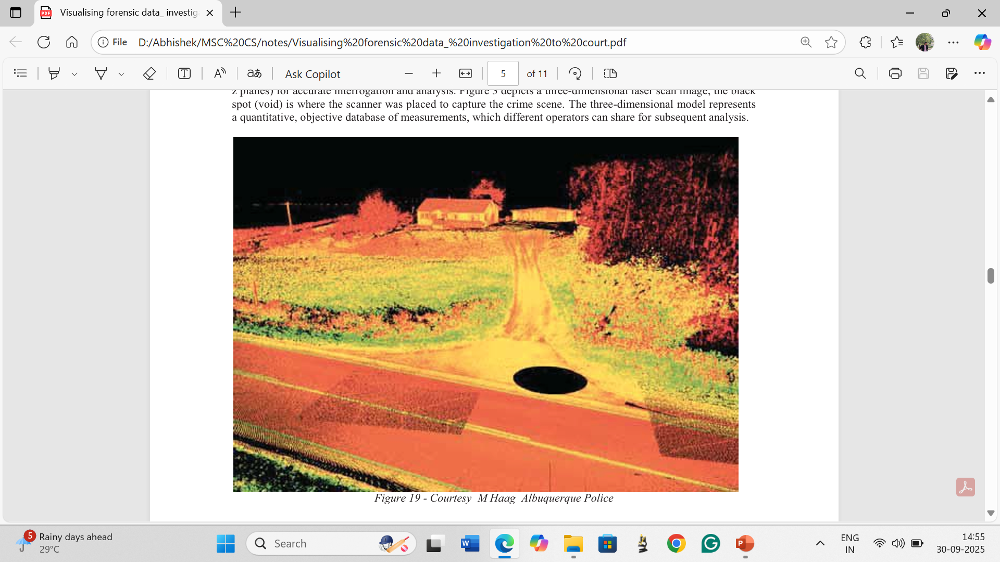 Visualising forensic data_ investig
File
D:/Abhishek/MSC%20CS/notes/Visualising%20forensic%20data_%20investigation%20to%20court.pdf
Ask Copilot
5
of 11
z planes) for accurate interrogation and analysis. Figure 3 depicts a three-dimensional laser scan image, the black
spot (void) is where the scanner was placed to capture the crime scene. The three-dimensional model represents
a quantitative, objective database of measurements, which different operators can share for subsequent analysis.
Figure 19 - Courtesy M Haag Albuquerque Police
5
Rainy days ahead
29°C
Search
ENG
IN
14:55
30-09-2025